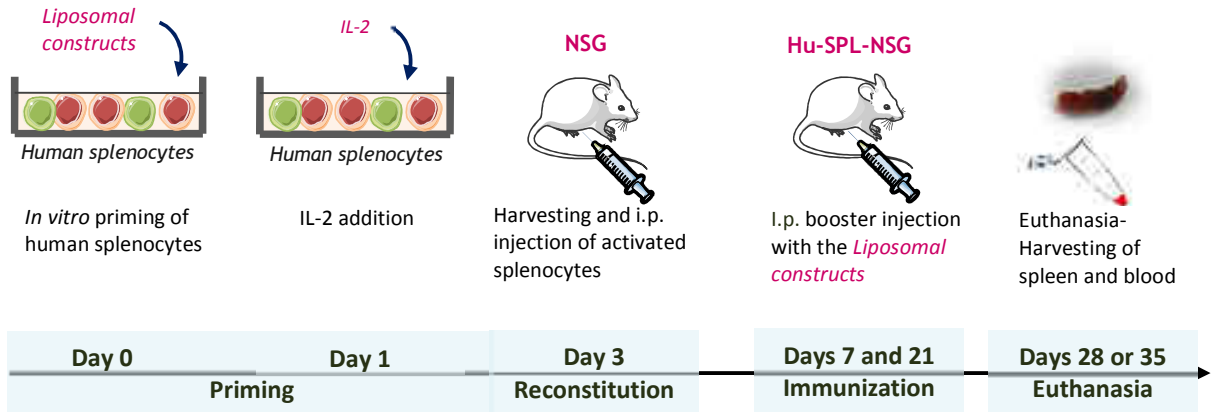 Liposomal
constructs
Human splenocytes
In vitro priming of
human splenocytes
IL-2
Human splenocytes
IL-2 addition
NSG
Harvesting and i.p.
injection of activated
splenocytes
Hu-SPL-NSG
I.p. booster injection
with the Liposomal
constructs
Euthanasia-
Harvesting of
spleen and blood
Day 0
Day 1
Priming
Day 3
Reconstitution
Days 7 and 21
Immunization
Days 28 or 35
Euthanasia